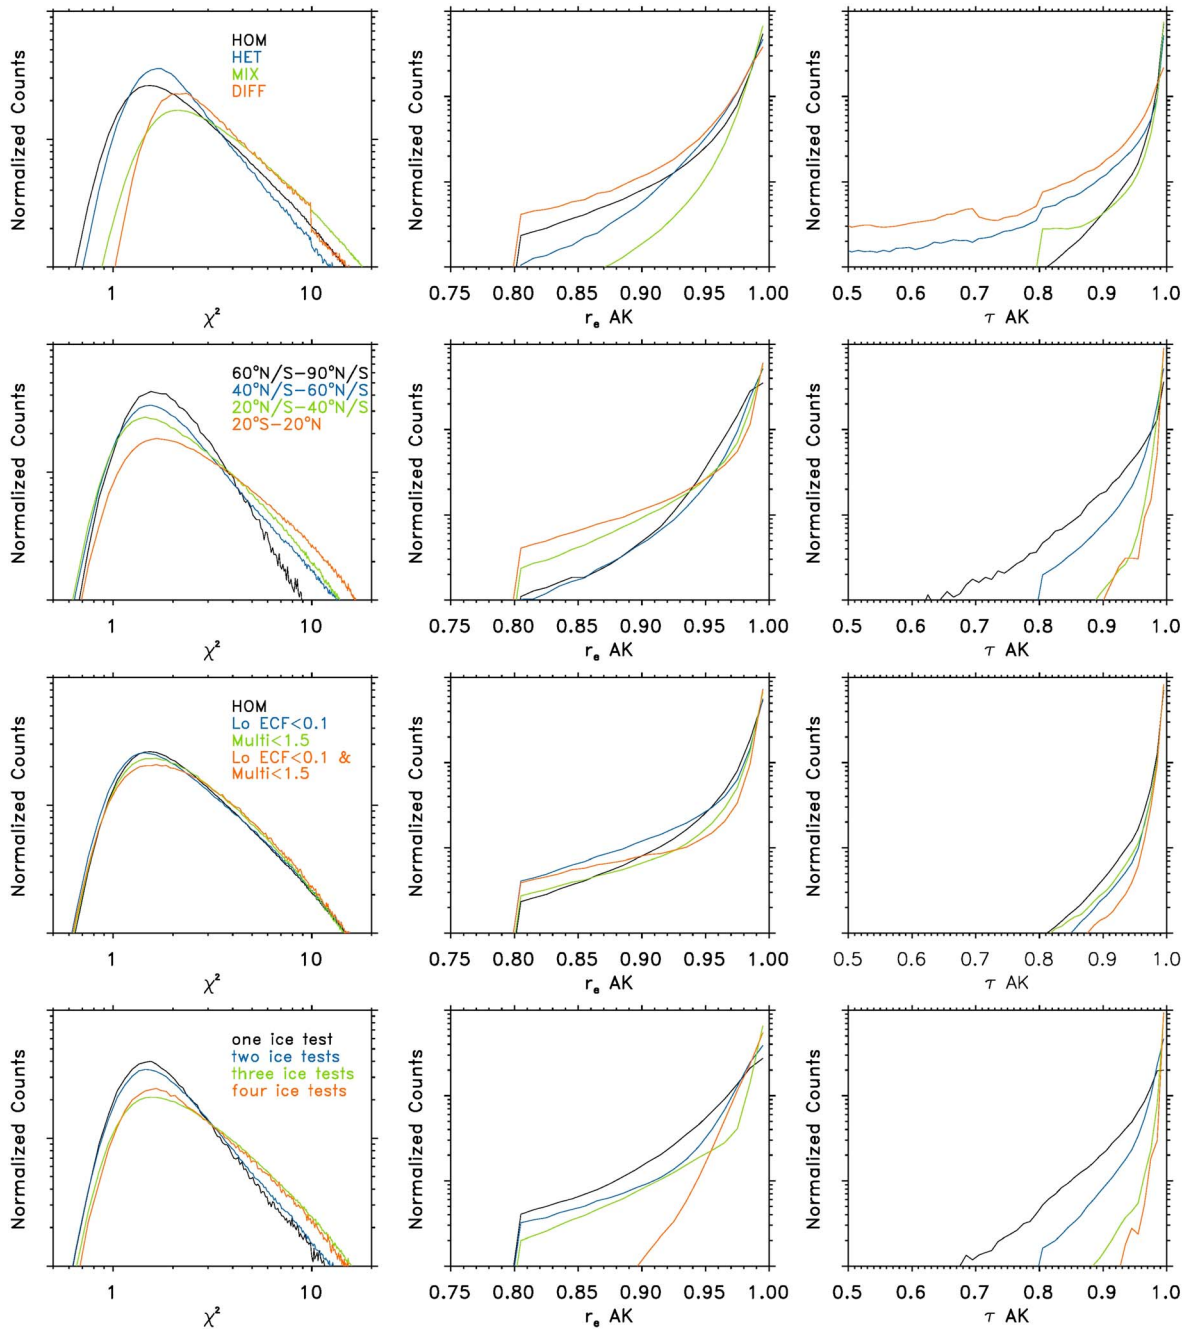 Normalized Counts
HOM
HET
MIX
DIFF
1 10
χ²
Normalized Counts
0.75 0.80 0.85 0.90 0.95 1.00
rₑ AK
Normalized Counts
0.5 0.6 0.7 0.8 0.9 1.0
τ AK
Normalized Counts
60°N/S–90°N/S
40°N/S–60°N/S
20°N/S–40°N/S
20°S–20°N
1 10
χ²
Normalized Counts
0.75 0.80 0.85 0.90 0.95 1.00
rₑ AK
Normalized Counts
0.5 0.6 0.7 0.8 0.9 1.0
τ AK
Normalized Counts
HOM
Lo ECF<0.1
Multi<1.5
Lo ECF<0.1 &
Multi<1.5
1 10
χ²
Normalized Counts
0.75 0.80 0.85 0.90 0.95 1.00
rₑ AK
Normalized Counts
0.5 0.6 0.7 0.8 0.9 1.0
τ AK
Normalized Counts
one ice test
two ice tests
three ice tests
four ice tests
1 10
χ²
Normalized Counts
0.75 0.80 0.85 0.90 0.95 1.00
rₑ AK
Normalized Counts
0.5 0.6 0.7 0.8 0.9 1.0
τ AK